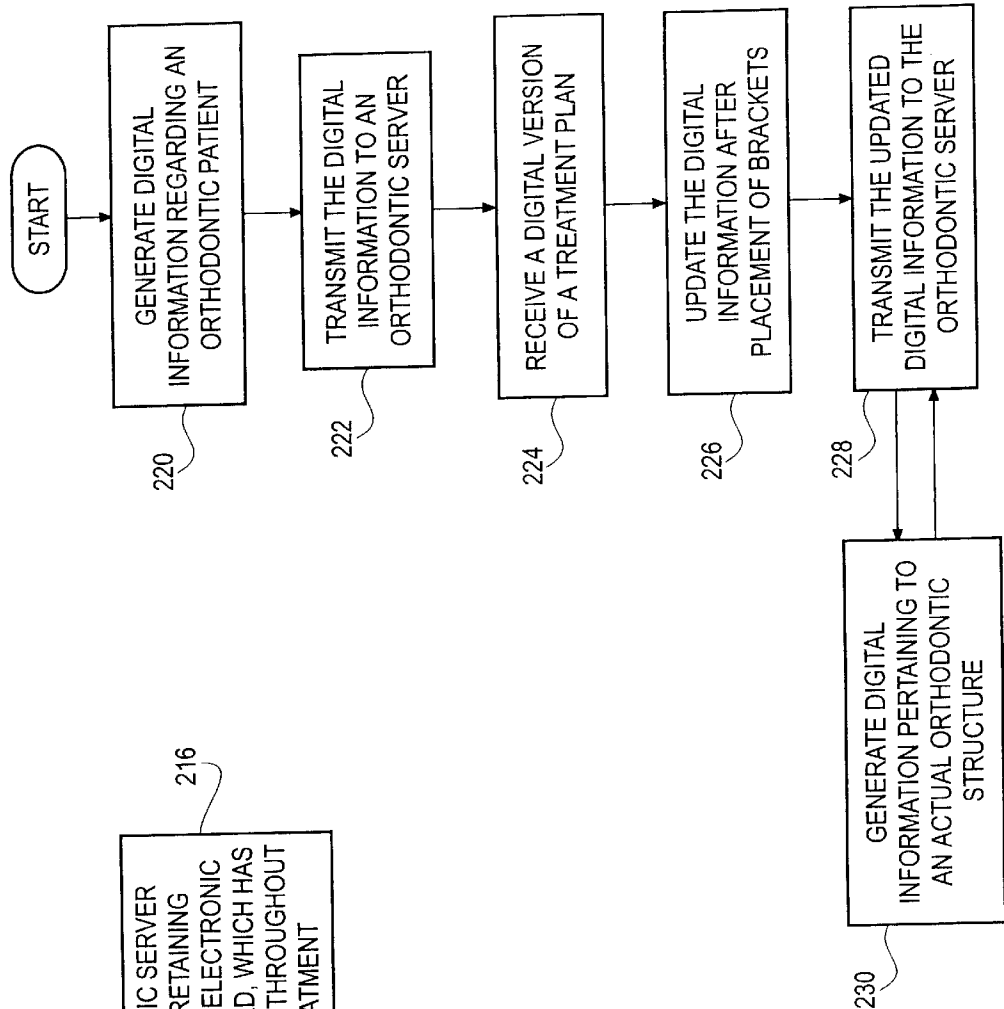 START
GENERATE DIGITAL
INFORMATION REGARDING AN
ORTHODONTIC PATIENT
220
TRANSMIT THE DIGITAL
INFORMATION TO AN
ORTHODONTIC SERVER
222
RECEIVE A DIGITAL VERSION
OF A TREATMENT PLAN
224
UPDATE THE DIGITAL
INFORMATION AFTER
PLACEMENT OF BRACKETS
226
TRANSMIT THE UPDATED
DIGITAL INFORMATION TO THE
ORTHODONTIC SERVER
228
GENERATE DIGITAL
INFORMATION PERTAINING TO
AN ACTUAL ORTHODONTIC
STRUCTURE
230
216
IC SERVER
RETAINING
ELECTRONIC
D, WHICH HAS
THROUGHOUT
ATMENT